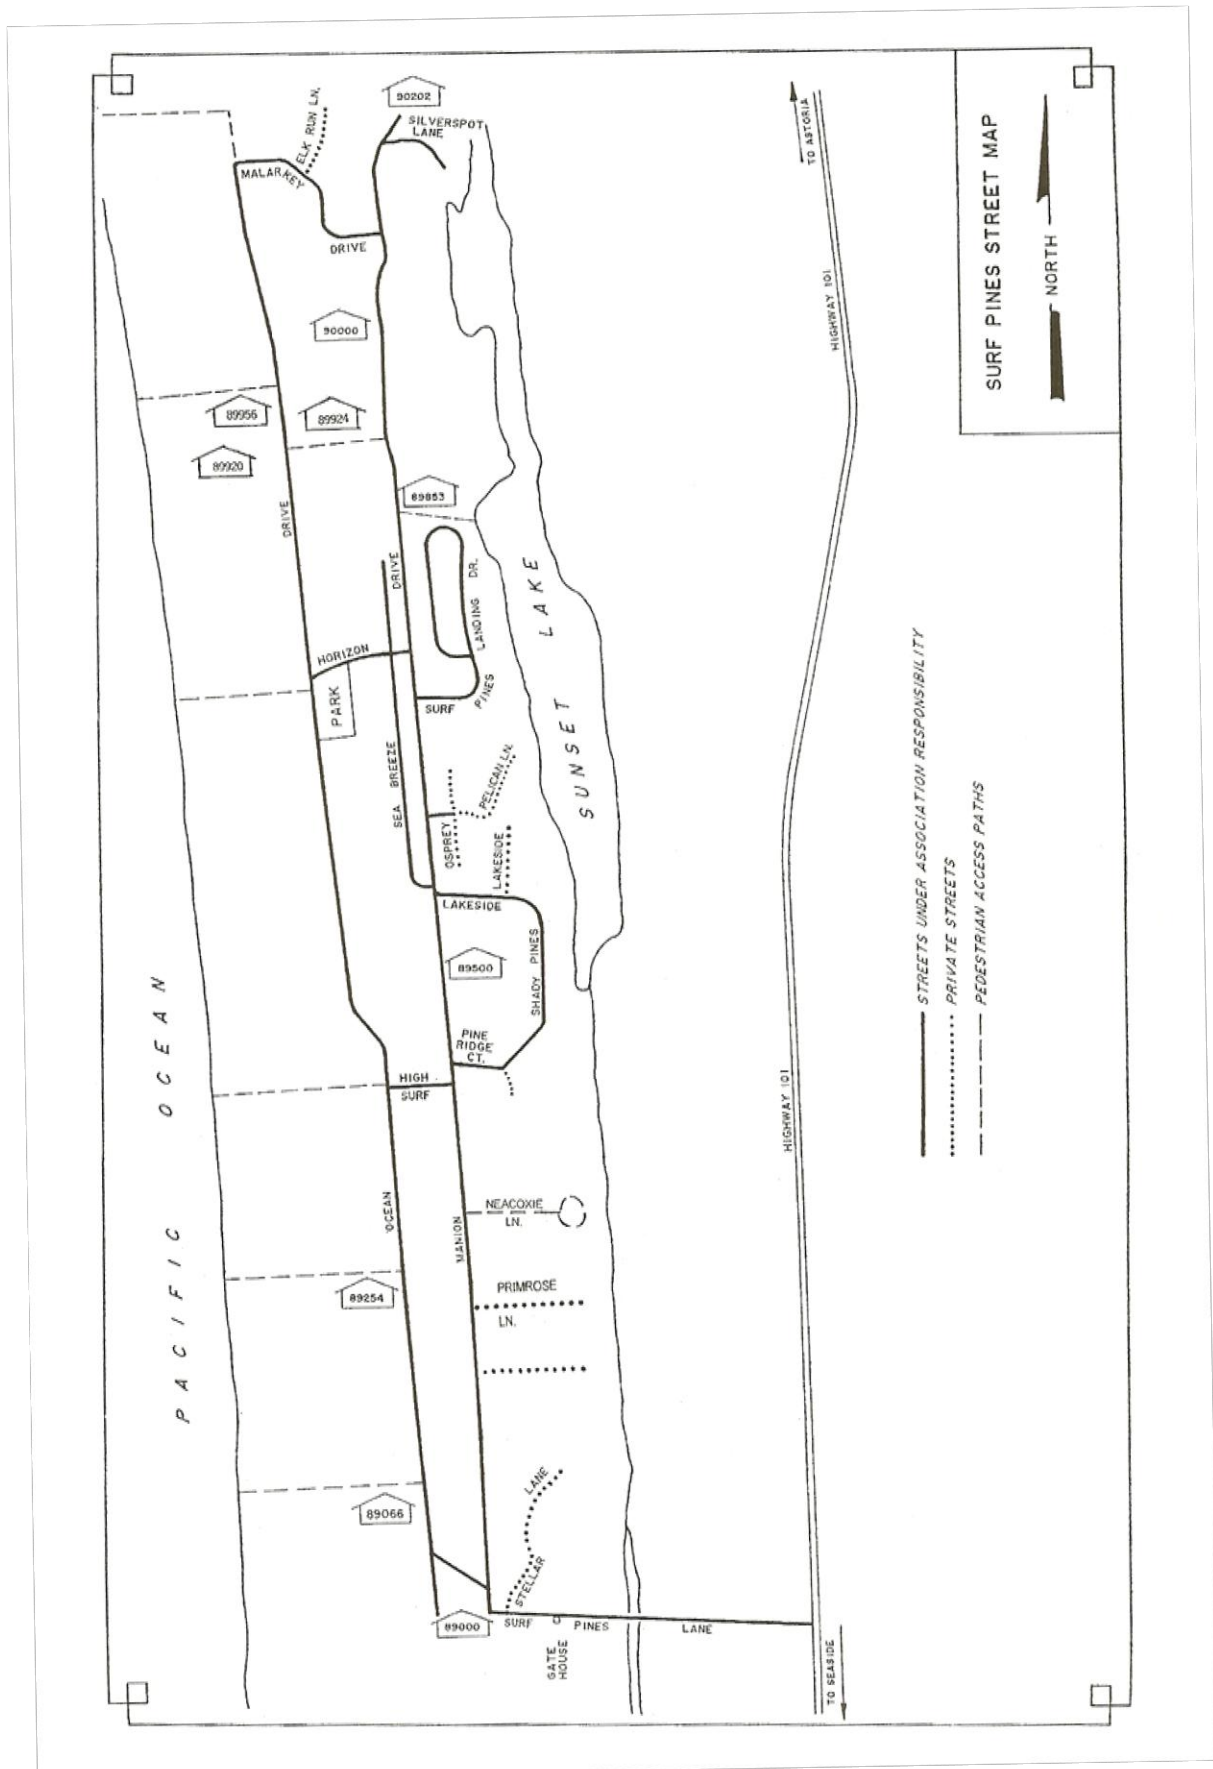 90202
SILVERSPOT
LANE
ELK RUN LN.
MALARKEY
DRIVE
TO ASTORIA
SURF PINES STREET MAP
NORTH
HIGHWAY 101
90000
89956
89924
89920
89853
DRIVE
DRIVE
LANDING DR.
SUNSET LAKE
HORIZON
PARK
SURF
PINES
SEA BREEZE
PELICAN LN.
OSPREY
LAKESIDE
LAKESIDE
89500
SHADY PINES
PINE
RIDGE
CT.
HIGH
SURF
PACIFIC OCEAN
OCEAN
MANION
NEACOXIE
LN.
89254
PRIMROSE
LN.
HIGHWAY 101
STREETS UNDER ASSOCIATION RESPONSIBILITY
PRIVATE STREETS
PEDESTRIAN ACCESS PATHS
89066
STELLAR LANE
89000
SURF PINES LANE
GATE
HOUSE
TO SEASIDE